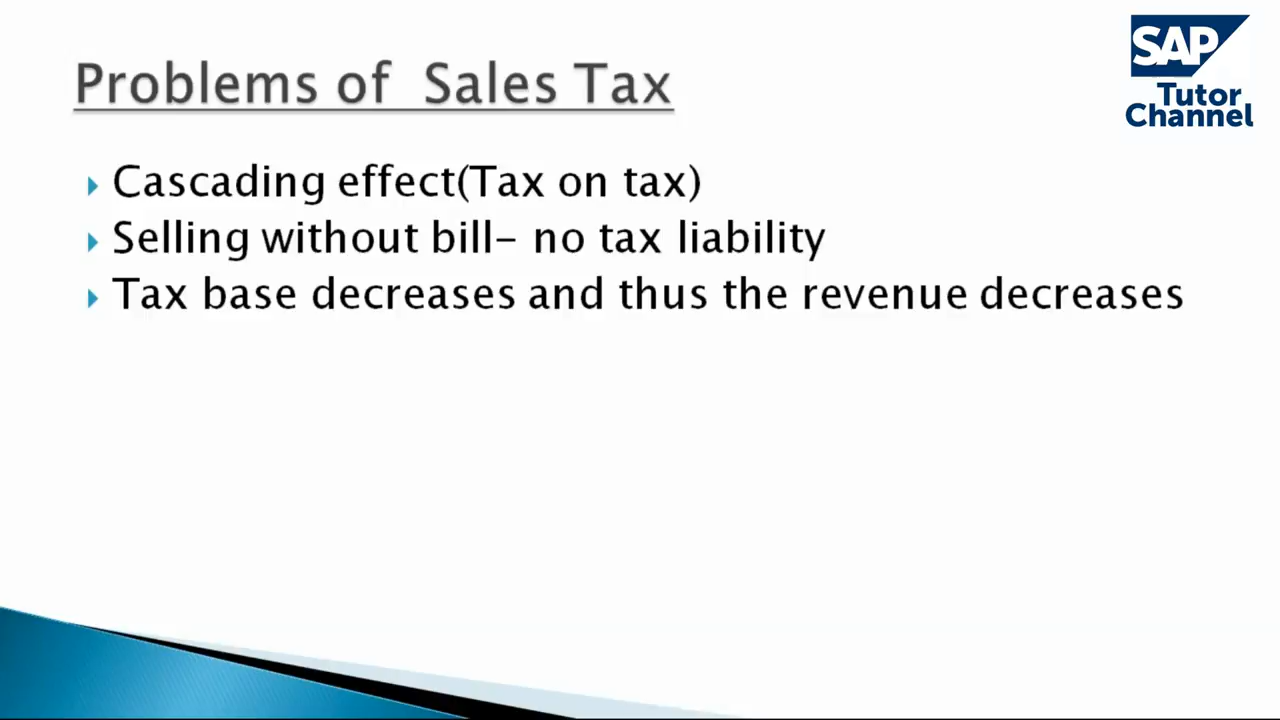 Problems of Sales Tax
SAP
Tutor
Channel
Cascading effect(Tax on tax)
Selling without bill- no tax liability
Tax base decreases and thus the revenue decreases